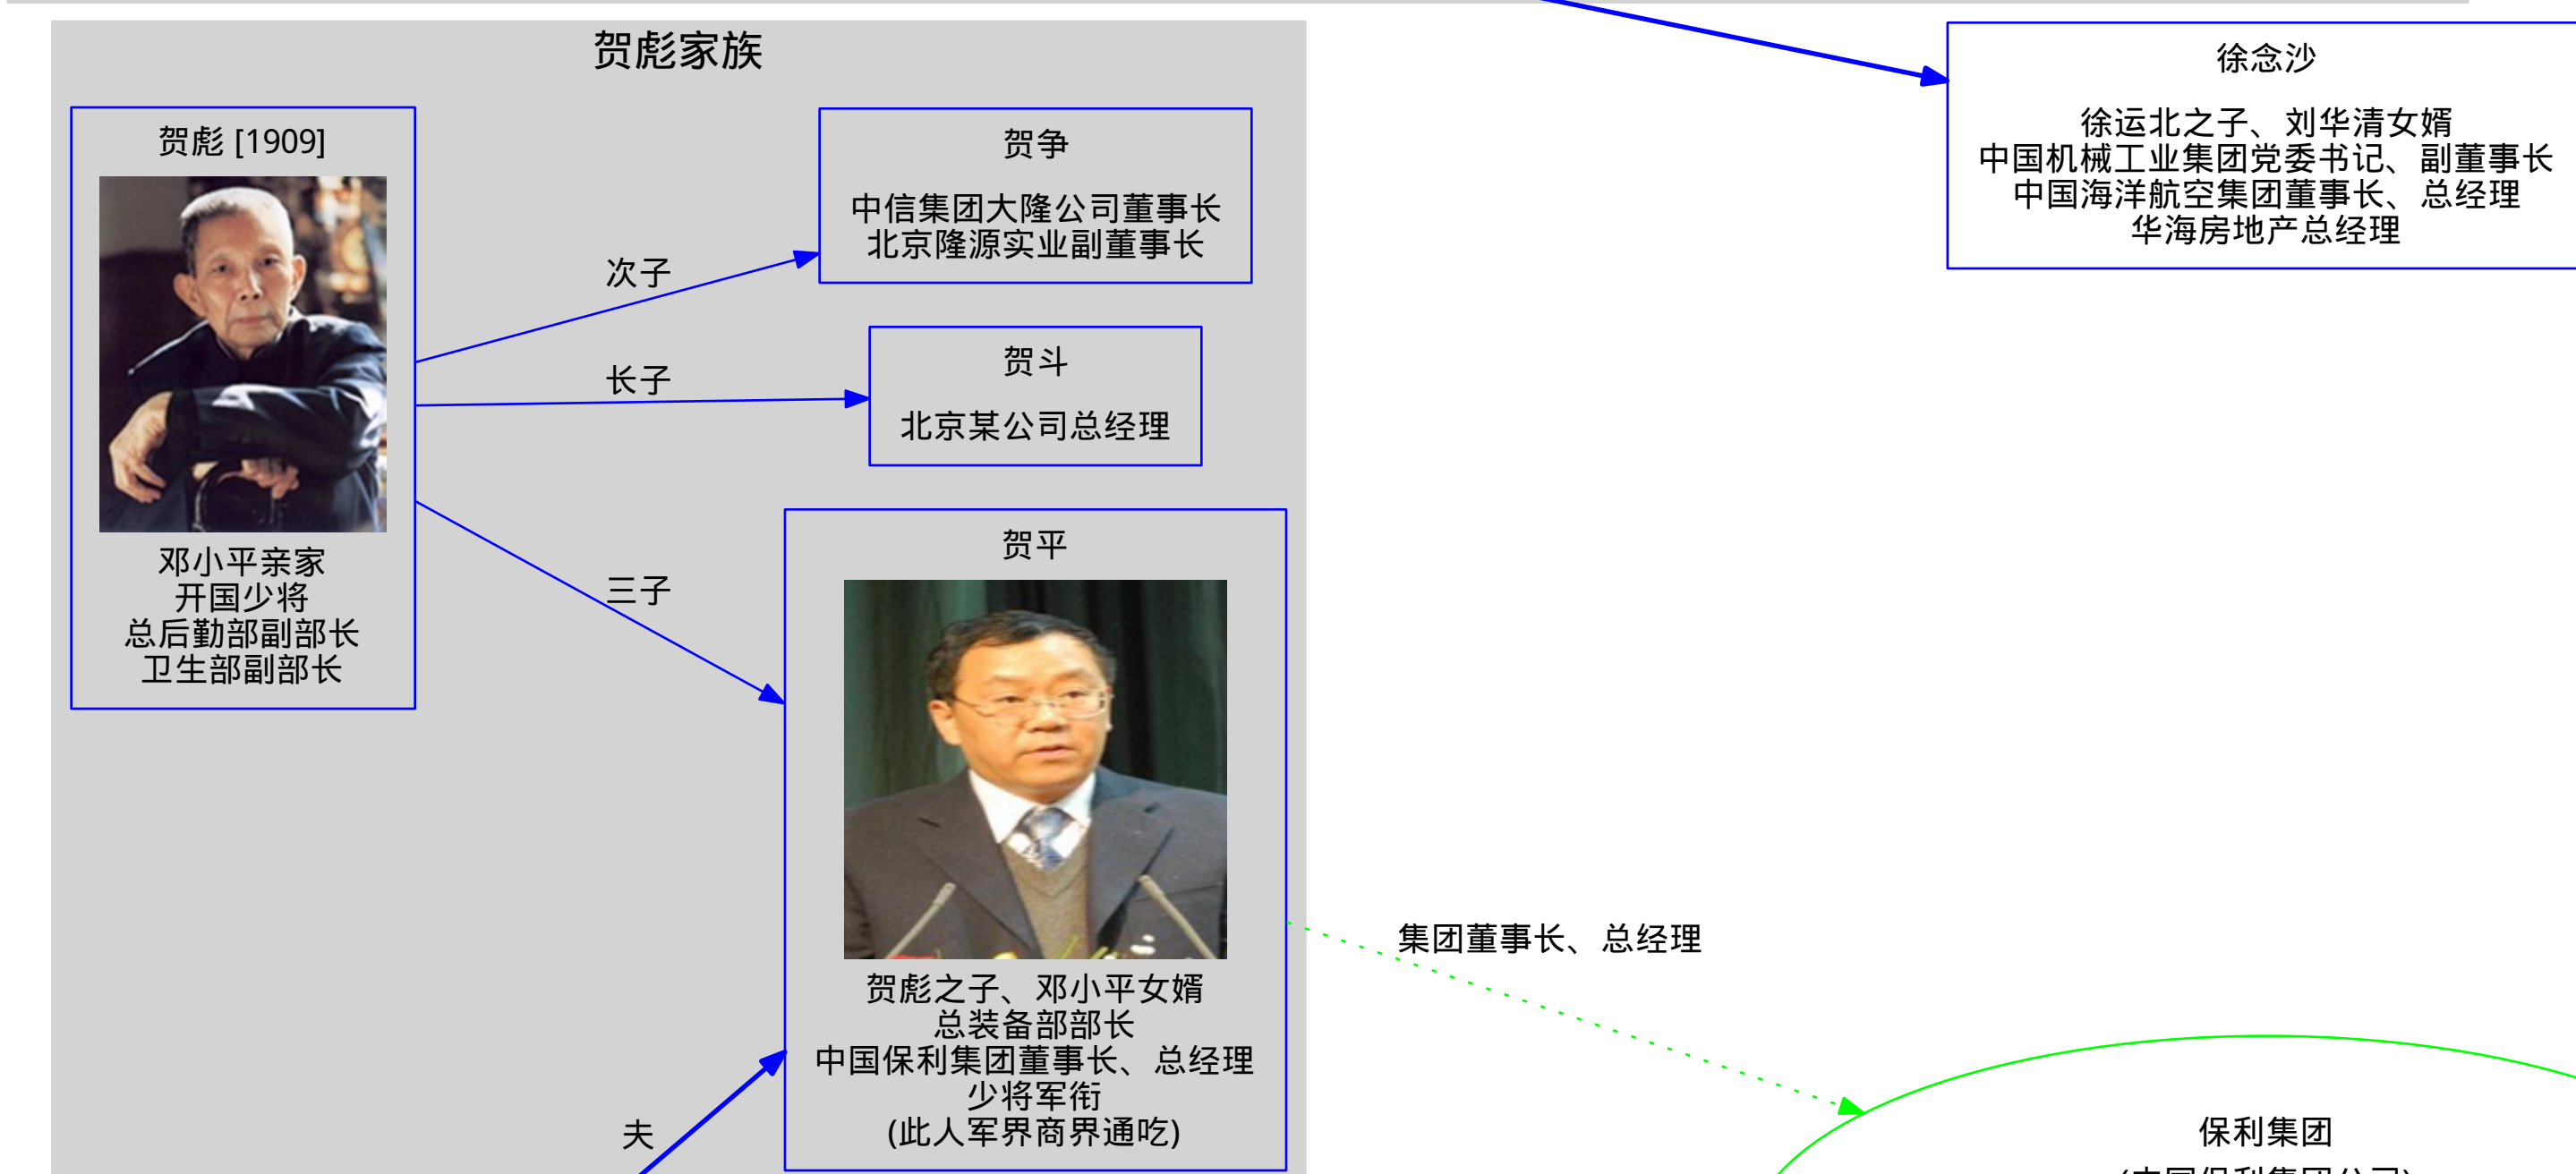 贺彪家族
贺彪 [1909]
邓小平亲家
开国少将
总后勤部副部长
卫生部副部长
次子
长子
三子
夫
贺争
中信集团大隆公司董事长
北京隆源实业副董事长
贺斗
北京某公司总经理
贺平
贺彪之子、邓小平女婿
总装备部部长
中国保利集团董事长、总经理
少将军衔
(此人军界商界通吃)
徐念沙
徐运北之子、刘华清女婿
中国机械工业集团党委书记、副董事长
中国海洋航空集团董事长、总经理
华海房地产总经理
集团董事长、总经理
保利集团
(中国保利集团公司)